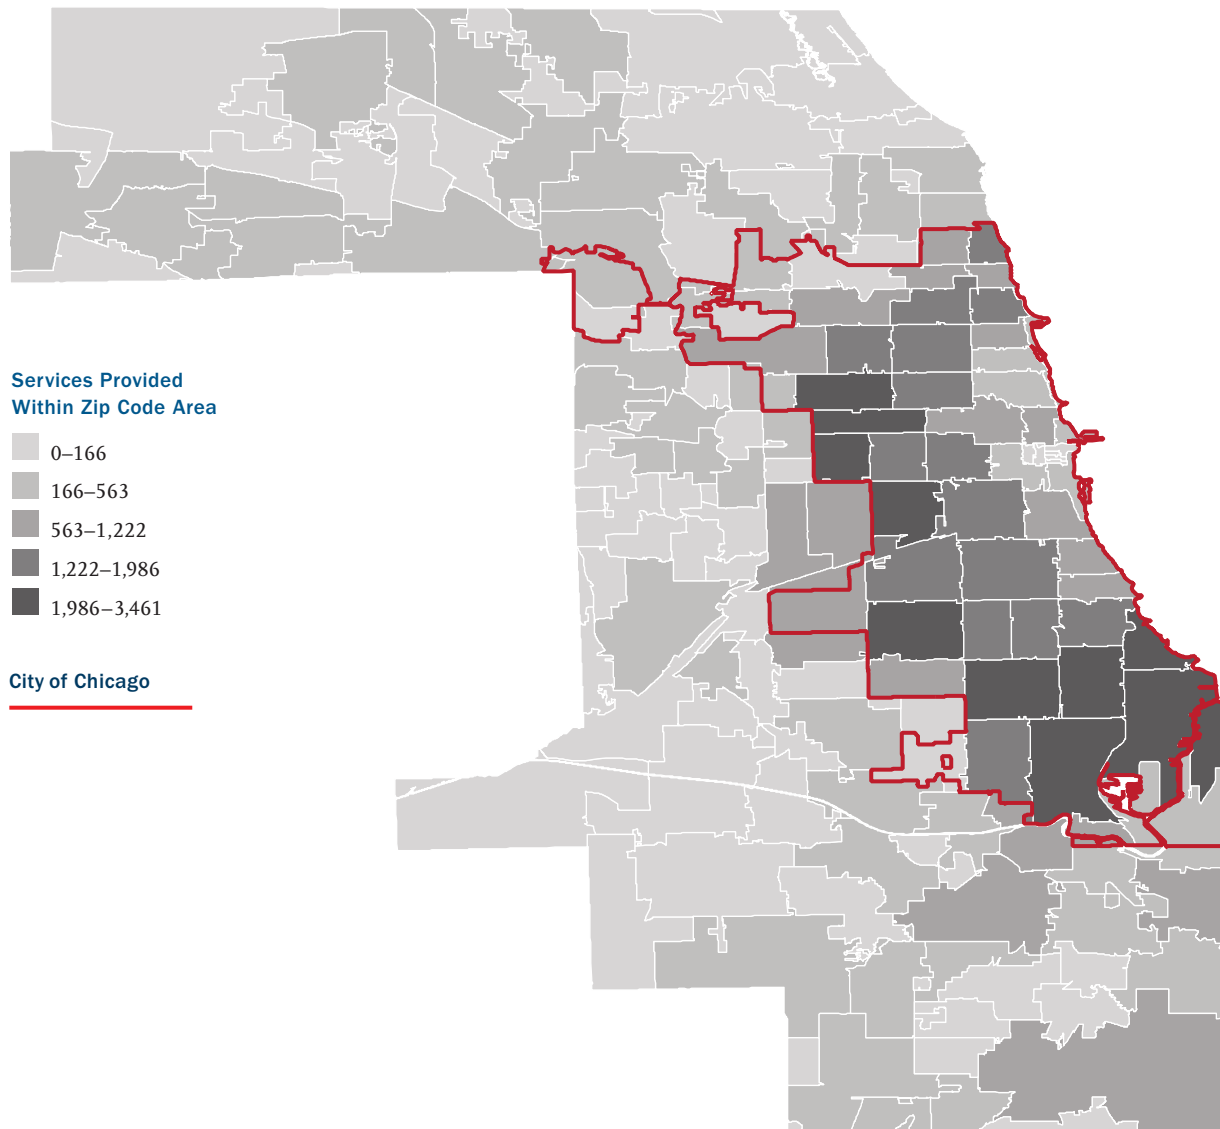 Services Provided
Within Zip Code Area
0–166
166–563
563–1,222
1,222–1,986
1,986–3,461
City of Chicago